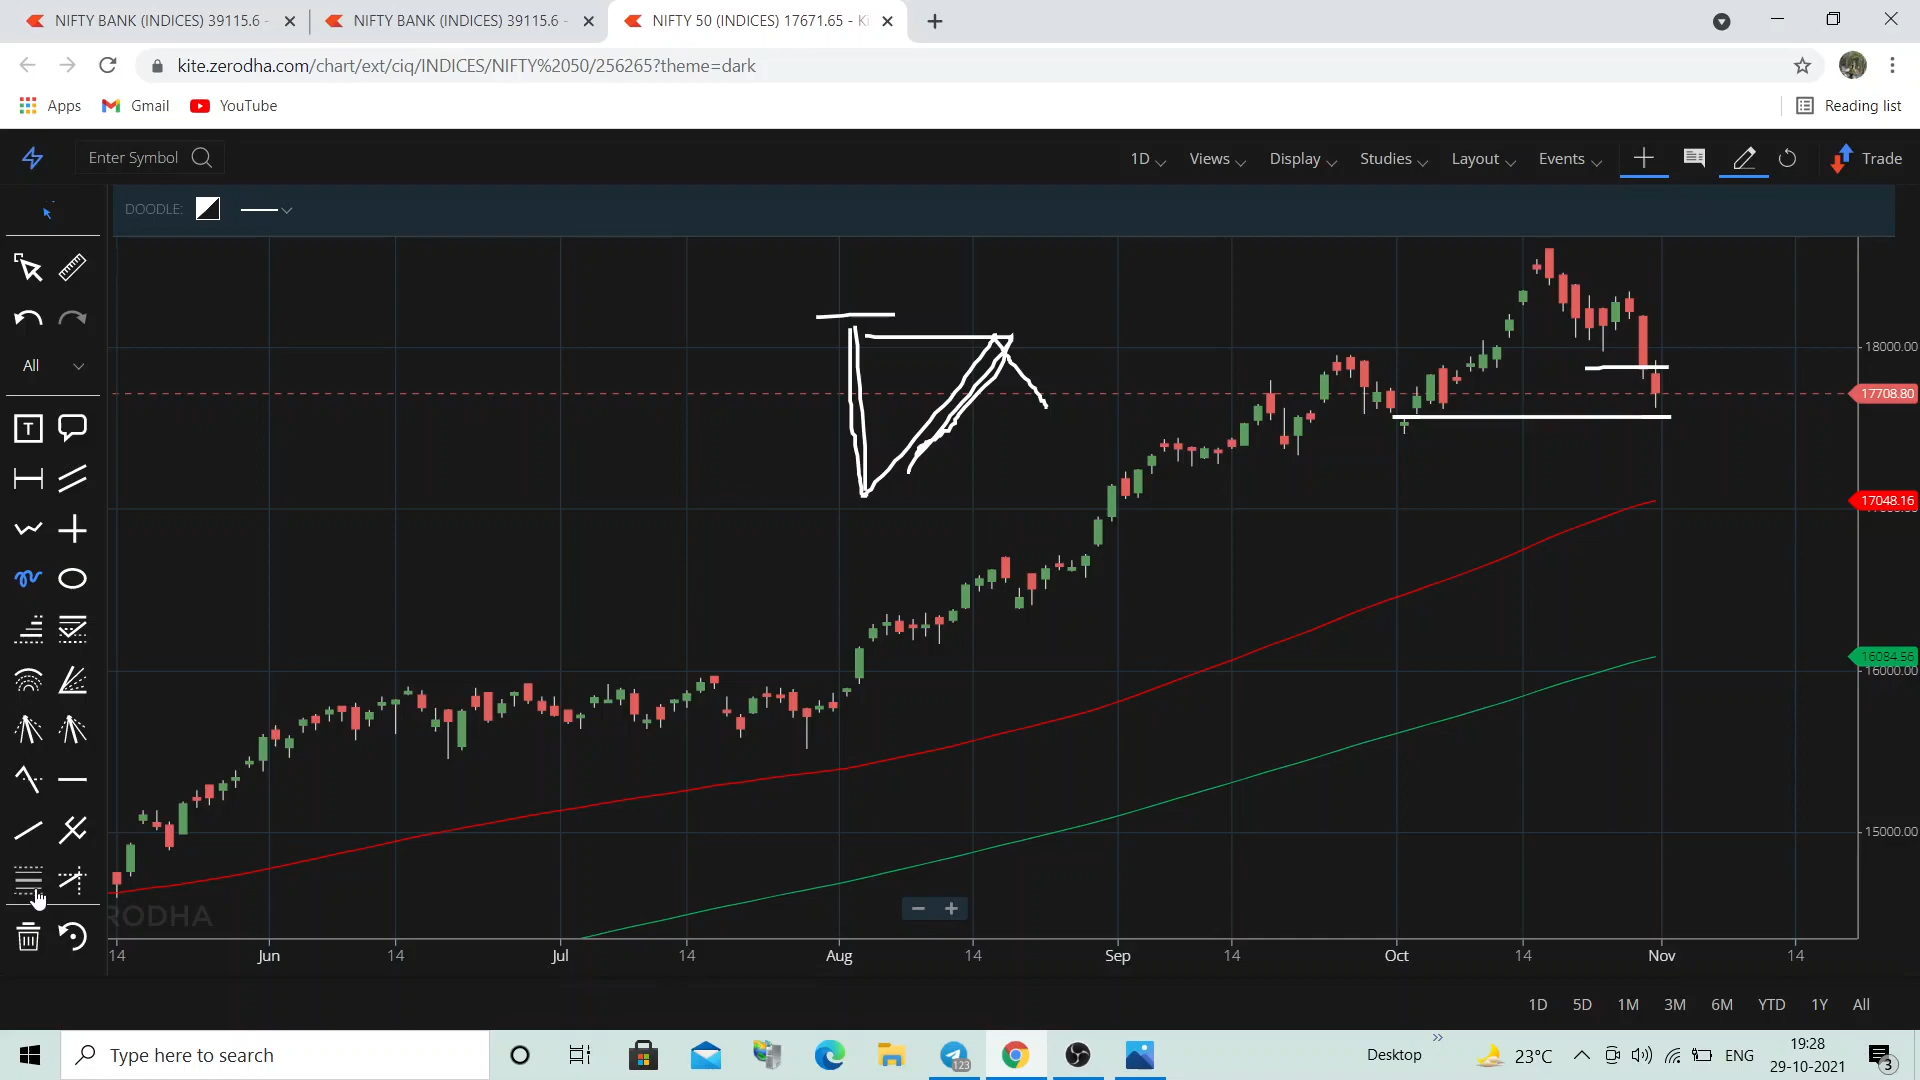 NIFTY BANK (INDICES) 39115.6 -
NIFTY BANK (INDICES) 39115.6 -
NIFTY 50 (INDICES) 17671.65 - Ki
kite.zerodha.com/chart/ext/ciq/INDICES/NIFTY%2050/256265?theme=dark
Apps Gmail YouTube Reading list
Enter Symbol 1D Views Display Studies Layout Events Trade
DOODLE:
All
T
18000.00
17708.80
17048.16
16084.56
16000.00
15000.00
RODHA
14 Jun 14 Jul 14 Aug 14 Sep 14 Oct 14 Nov 14
1D 5D 1M 3M 6M YTD 1Y All
Type here to search 123 Desktop 23°C ENG 19:28
29-10-2021
3